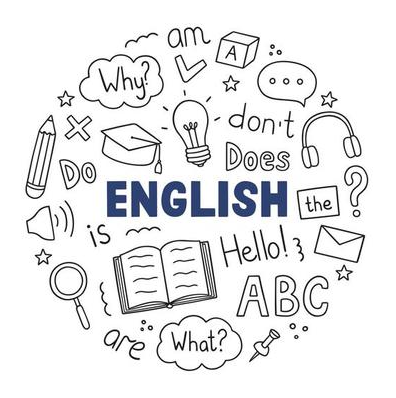 am
A
Why?
don't
Does
Do
ENGLISH
the
?
is
Hello!
ABC
are
What?